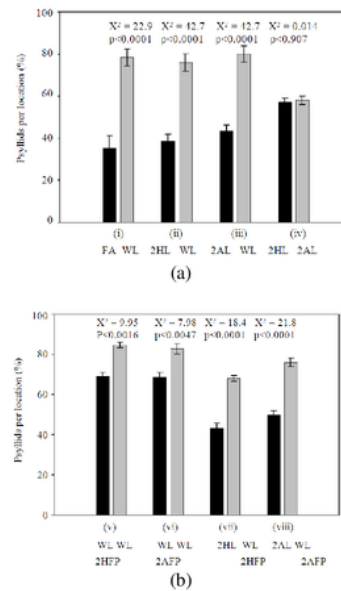 X² = 22.9 X² = 42.7 X² = 42.7 X² = 0.014
p<0.0001 p<0.0001 p<0.0001 p<0.907
100
80
60
40
20
0
Psyllids per location (%)
(i) (ii) (iii) (iv)
FA WL 2HL WL 2AL WL 2HL 2AL
(a)
X² = 9.95 X² = 7.98 X² = 18.4 X² = 21.8
P<0.0016 p<0.0047 p<0.0001 p<0.0001
100
80
60
40
20
0
Psyllids per location (%)
(v) (vi) (vii) (viii)
WL WL WL WL 2HL WL 2AL WL
2HFP 2AFP 2HFP 2AFP
(b)